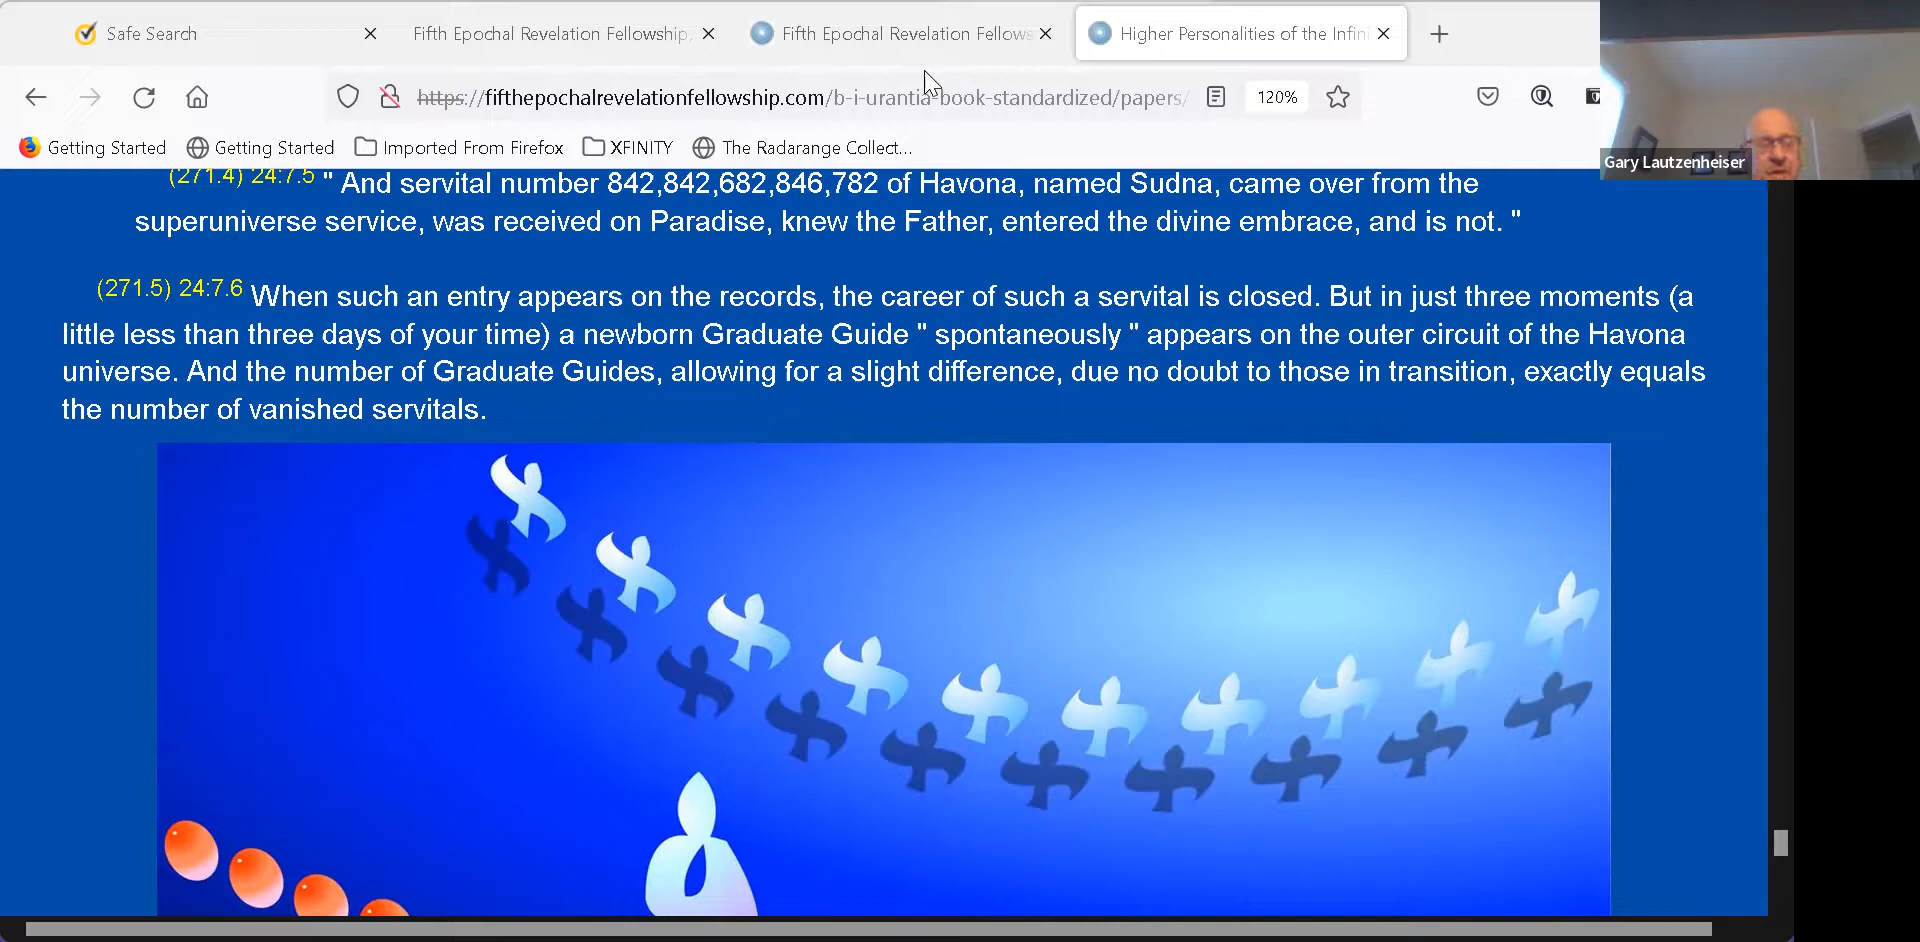 Safe Search
Fifth Epochal Revelation Fellowship,
Fifth Epochal Revelation Fellows
Higher Personalities of the Infini
https://fifthepochalrevelationfellowship.com/b-i-urantia-book-standardized/papers/
120%
Getting Started
Getting Started
Imported From Firefox
XFINITY
The Radarange Collect...
Gary Lautzenheiser
(271.4) 24:7.5 " And servital number 842,842,682,846,782 of Havona, named Sudna, came over from the
superuniverse service, was received on Paradise, knew the Father, entered the divine embrace, and is not. "
(271.5) 24:7.6 When such an entry appears on the records, the career of such a servital is closed. But in just three moments (a
little less than three days of your time) a newborn Graduate Guide " spontaneously " appears on the outer circuit of the Havona
universe. And the number of Graduate Guides, allowing for a slight difference, due no doubt to those in transition, exactly equals
the number of vanished servitals.